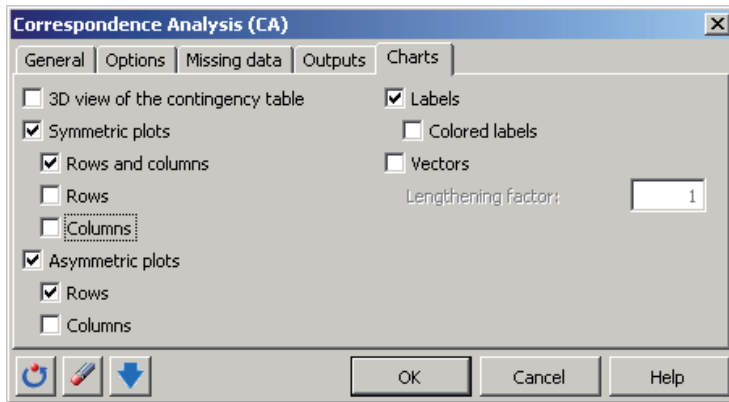 Correspondence Analysis (CA)
General Options Missing data Outputs Charts
3D view of the contingency table
Symmetric plots
Rows and columns
Rows
Columns
Asymmetric plots
Rows
Columns
Labels
Colored labels
Vectors
Lengthening factor: 1
OK Cancel Help